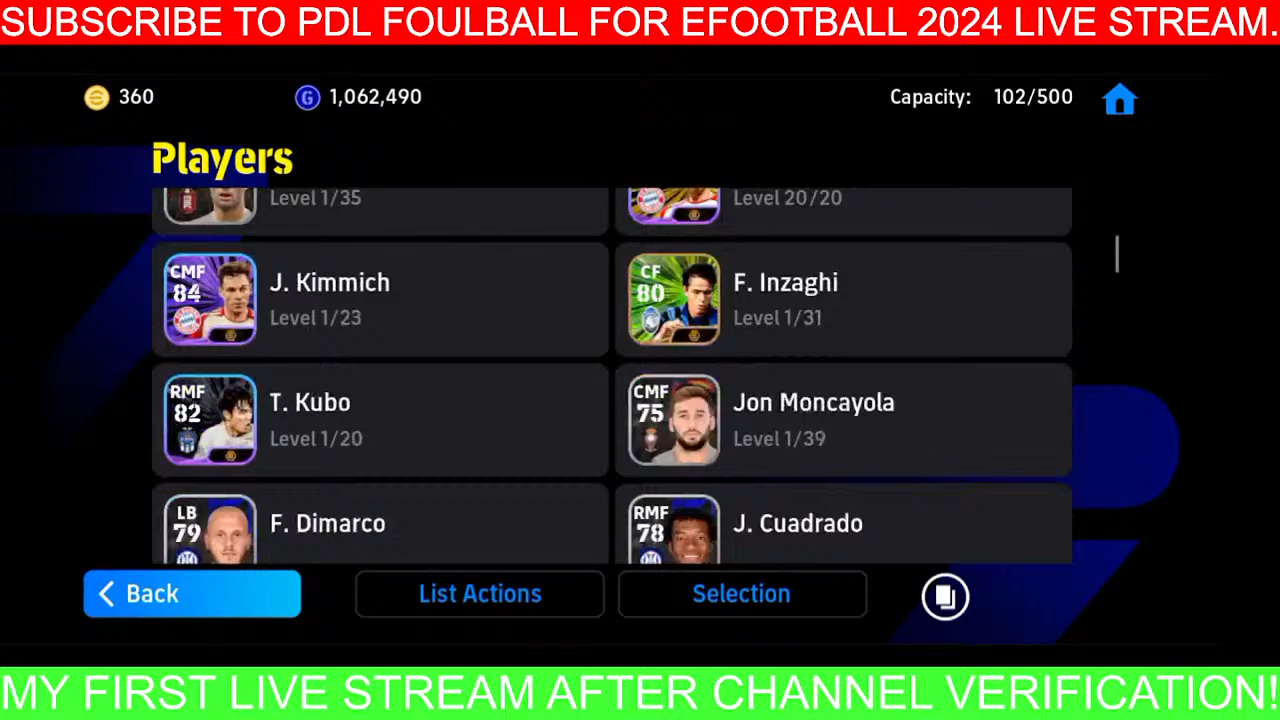 SUBSCRIBE TO PDL FOULBALL FOR EFOOTBALL 2024 LIVE STREAM.
360
G 1,062,490
Capacity: 102/500
Players
Level 1/35
Level 20/20
CMF
84
J. Kimmich
Level 1/23
CF
80
F. Inzaghi
Level 1/31
RMF
82
T. Kubo
Level 1/20
CMF
75
Jon Moncayola
Level 1/39
LB
79
F. Dimarco
RMF
78
J. Cuadrado
Back
List Actions
Selection
MY FIRST LIVE STREAM AFTER CHANNEL VERIFICATION!